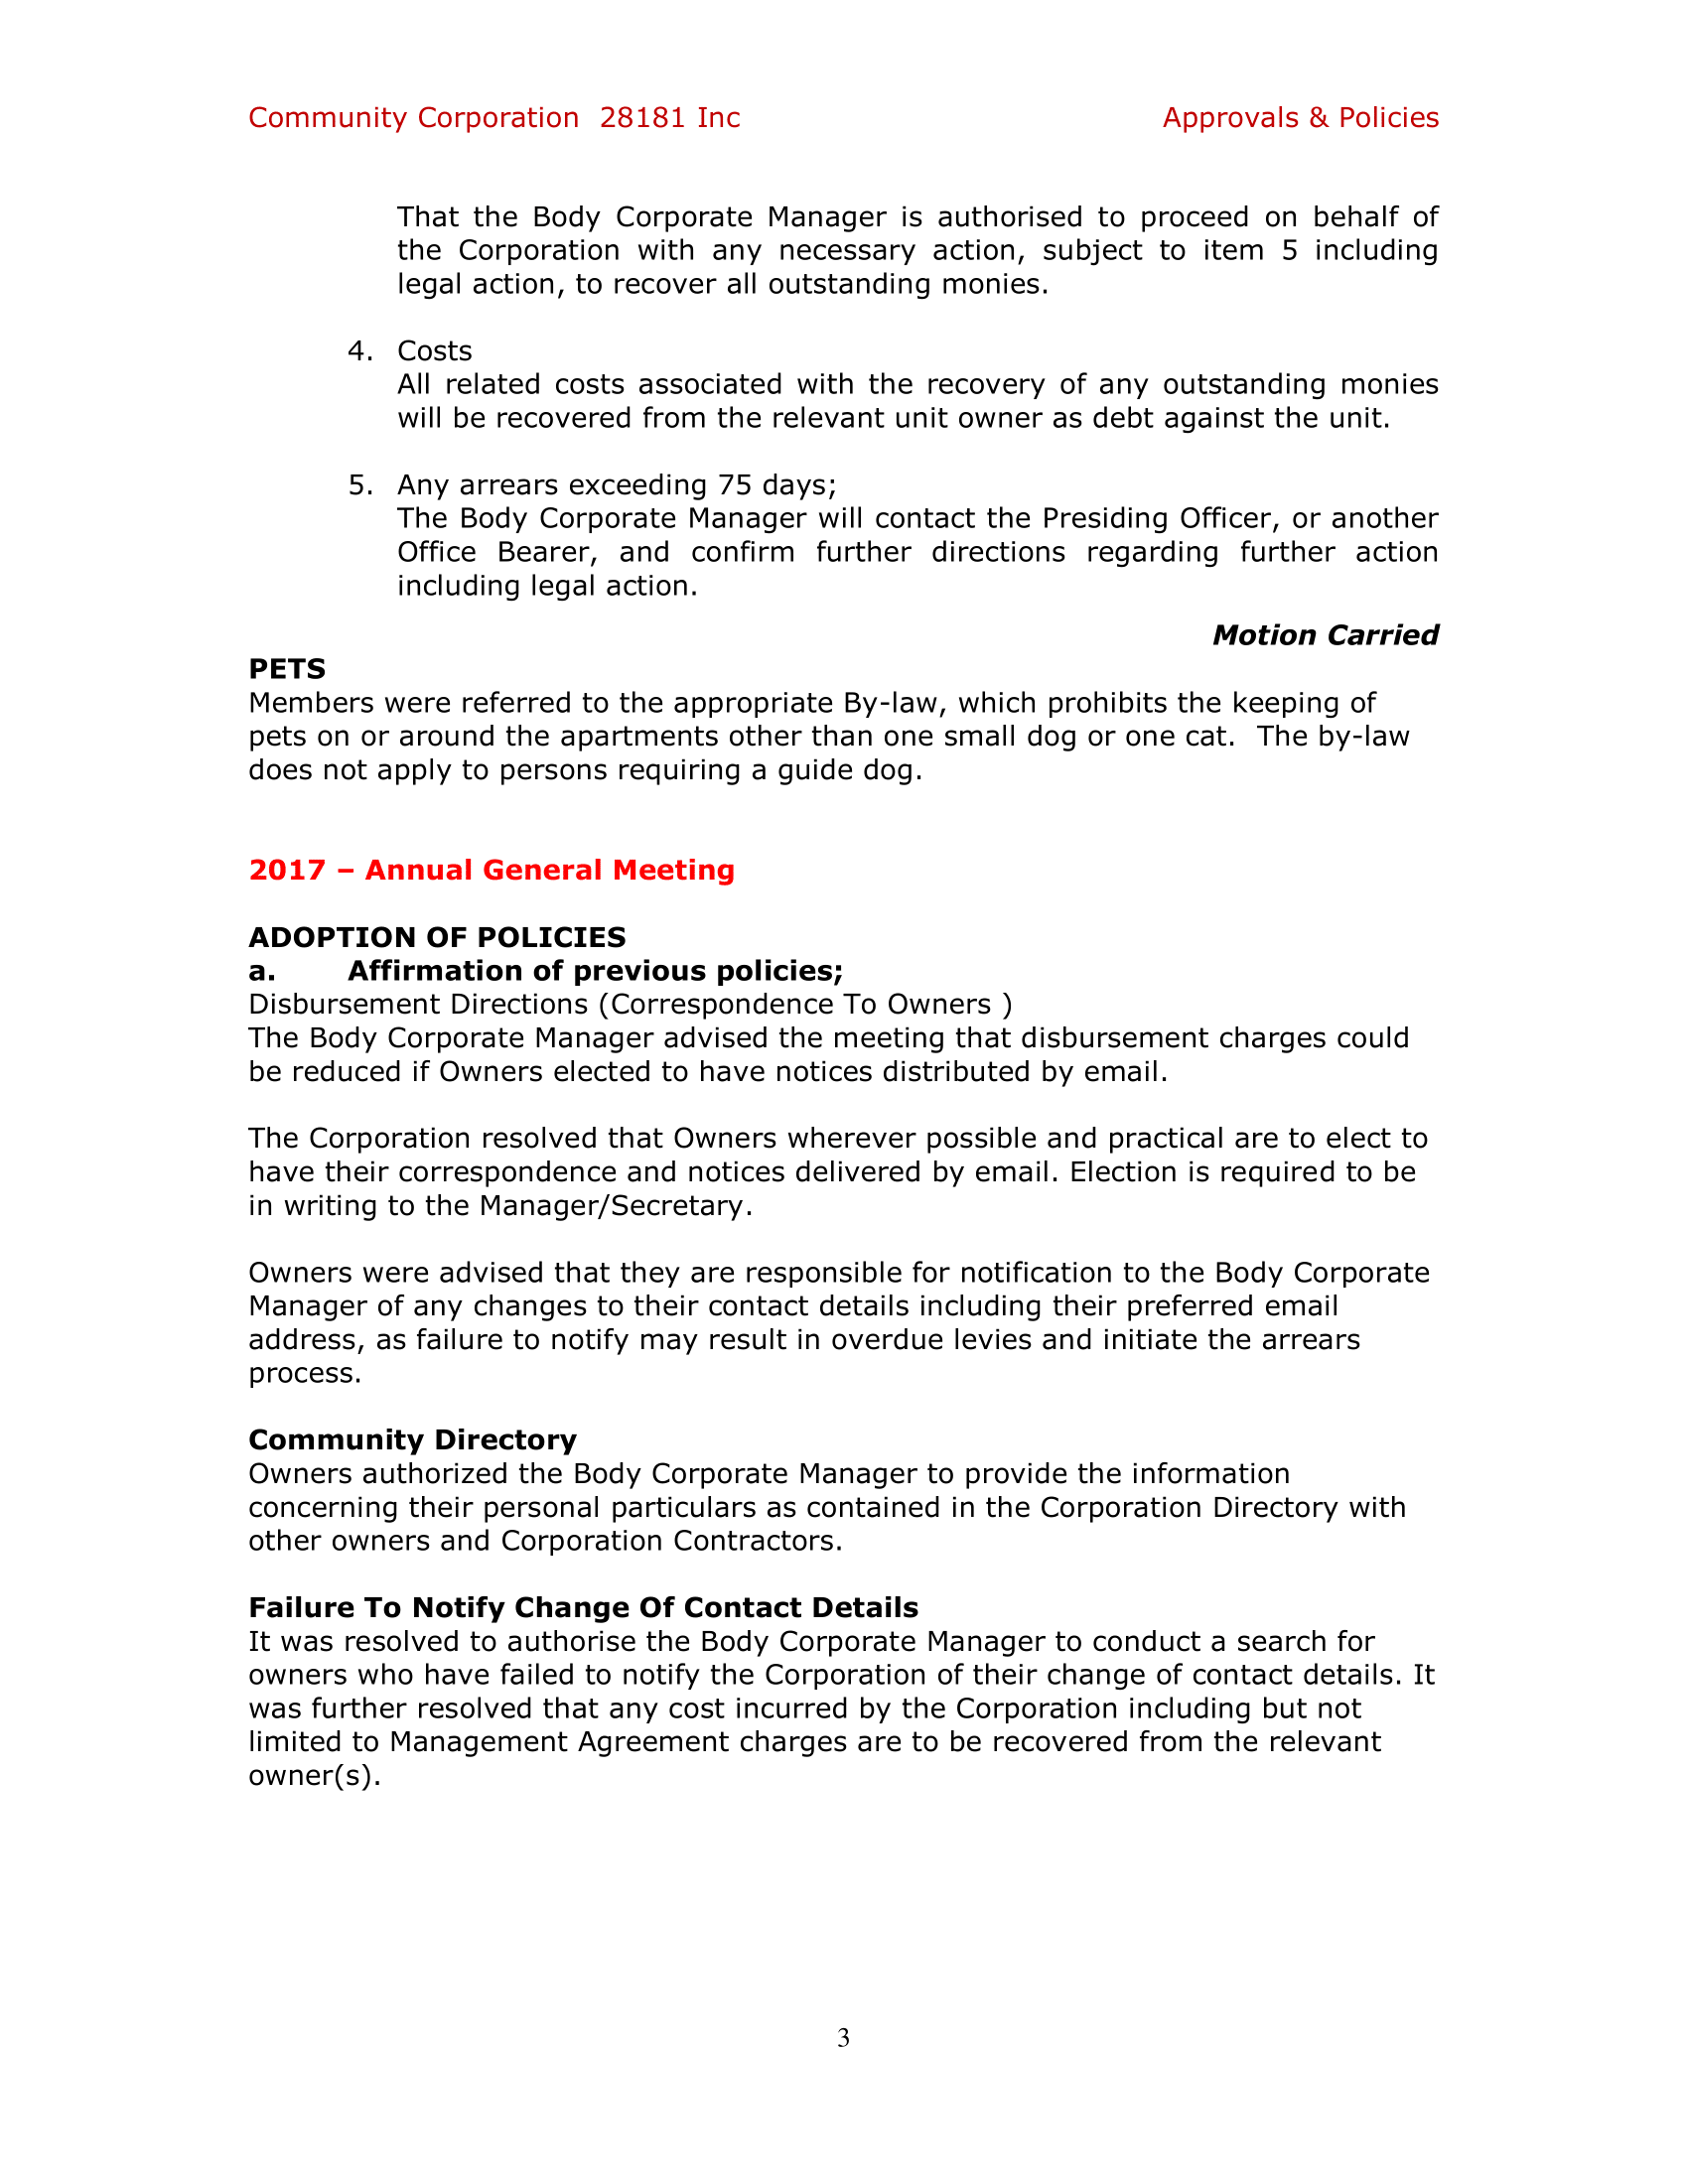 Community Corporation 28181 Inc Approvals & Policies
That the Body Corporate Manager is authorised to proceed on behalf of
the Corporation with any necessary action, subject to item 5 including
legal action, to recover all outstanding monies.
4. Costs
All related costs associated with the recovery of any outstanding monies
will be recovered from the relevant unit owner as debt against the unit.
5. Any arrears exceeding 75 days;
The Body Corporate Manager will contact the Presiding Officer, or another
Office Bearer, and confirm further directions regarding further action
including legal action.
Motion Carried
PETS
Members were referred to the appropriate By-law, which prohibits the keeping of
pets on or around the apartments other than one small dog or one cat. The by-law
does not apply to persons requiring a guide dog.
2017 – Annual General Meeting
ADOPTION OF POLICIES
a. Affirmation of previous policies;
Disbursement Directions (Correspondence To Owners )
The Body Corporate Manager advised the meeting that disbursement charges could
be reduced if Owners elected to have notices distributed by email.
The Corporation resolved that Owners wherever possible and practical are to elect to
have their correspondence and notices delivered by email. Election is required to be
in writing to the Manager/Secretary.
Owners were advised that they are responsible for notification to the Body Corporate
Manager of any changes to their contact details including their preferred email
address, as failure to notify may result in overdue levies and initiate the arrears
process.
Community Directory
Owners authorized the Body Corporate Manager to provide the information
concerning their personal particulars as contained in the Corporation Directory with
other owners and Corporation Contractors.
Failure To Notify Change Of Contact Details
It was resolved to authorise the Body Corporate Manager to conduct a search for
owners who have failed to notify the Corporation of their change of contact details. It
was further resolved that any cost incurred by the Corporation including but not
limited to Management Agreement charges are to be recovered from the relevant
owner(s).
3